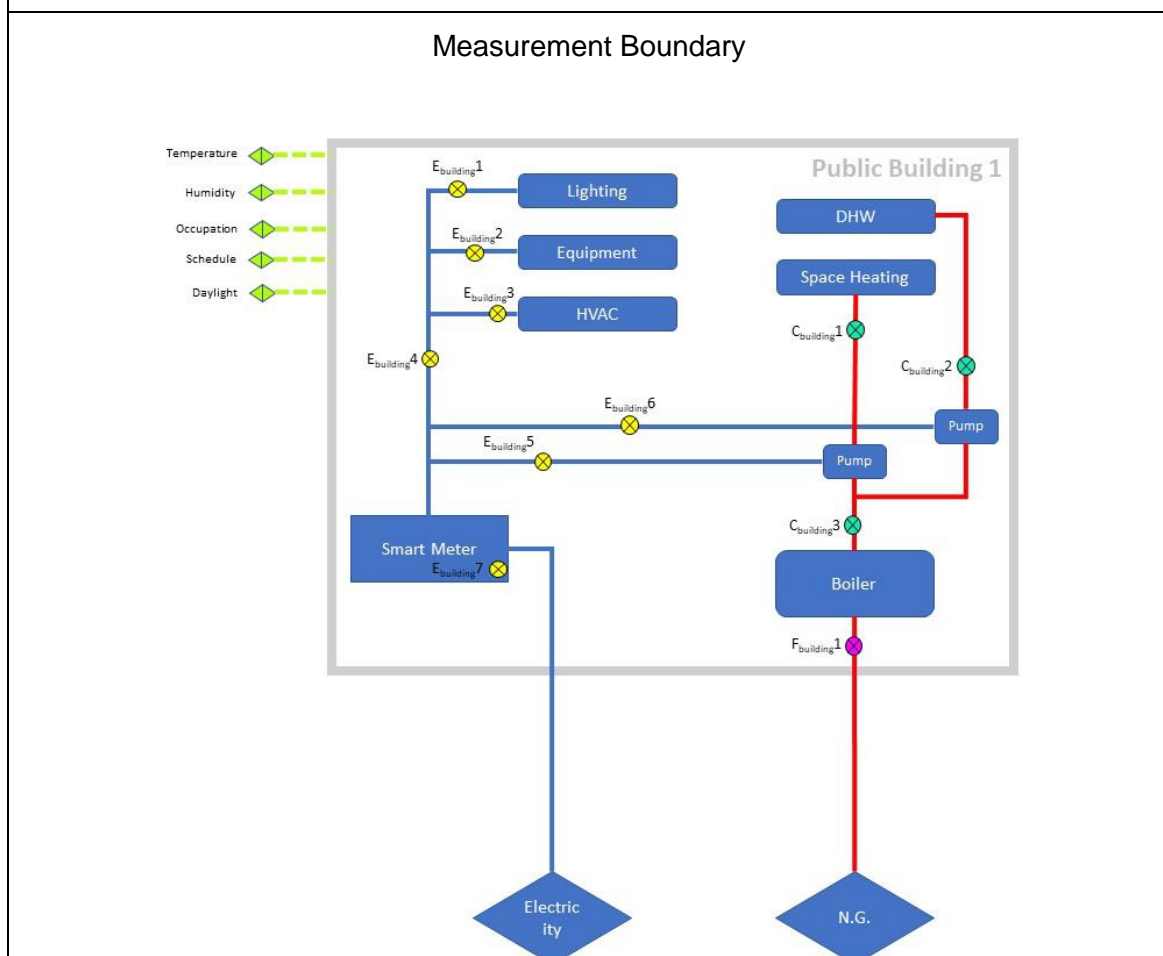 Measurement Boundary
Public Building 1
Temperature
Humidity
Occupation
Schedule
Daylight
Ebuilding1
Lighting
Ebuilding2
Equipment
Ebuilding3
HVAC
Ebuilding4
DHW
Space Heating
Cbuilding1
Cbuilding2
Ebuilding6
Pump
Ebuilding5
Pump
Cbuilding3
Smart Meter
Ebuilding7
Boiler
Fbuilding1
Electric
ity
N.G.